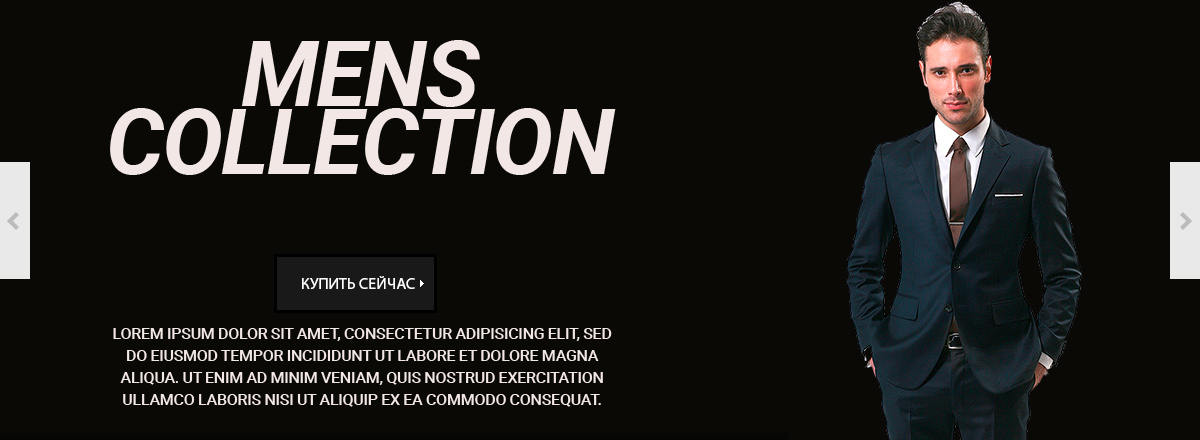 MENS
COLLECTION
КУПИТЬ СЕЙЧАС
LOREM IPSUM DOLOR SIT AMET, CONSECTETUR ADIPISICING ELIT, SED
DO EIUSMOD TEMPOR INCIDIDUNT UT LABORE ET DOLORE MAGNA
ALIQUA. UT ENIM AD MINIM VENIAM, QUIS NOSTRUD EXERCITATION
ULLAMCO LABORIS NISI UT ALIQUIP EX EA COMMODO CONSEQUAT.